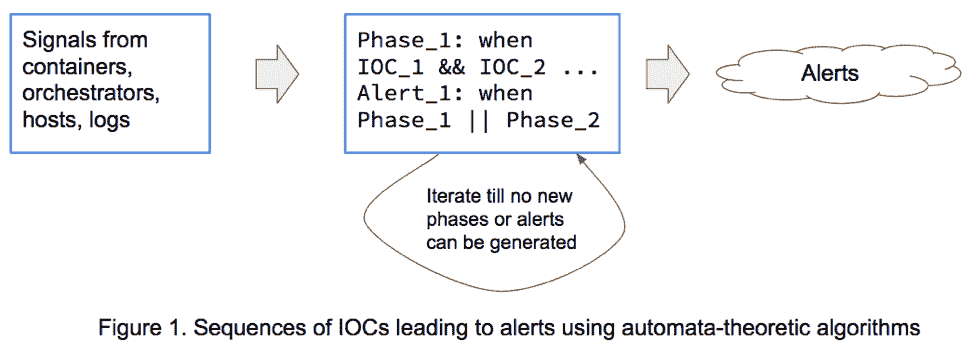 Signals from
containers,
orchestrators,
hosts, logs
Phase_1: when
IOC_1 && IOC_2 ...
Alert_1: when
Phase_1 || Phase_2
Alerts
Iterate till no new
phases or alerts
can be generated
Figure 1. Sequences of IOCs leading to alerts using automata-theoretic algorithms